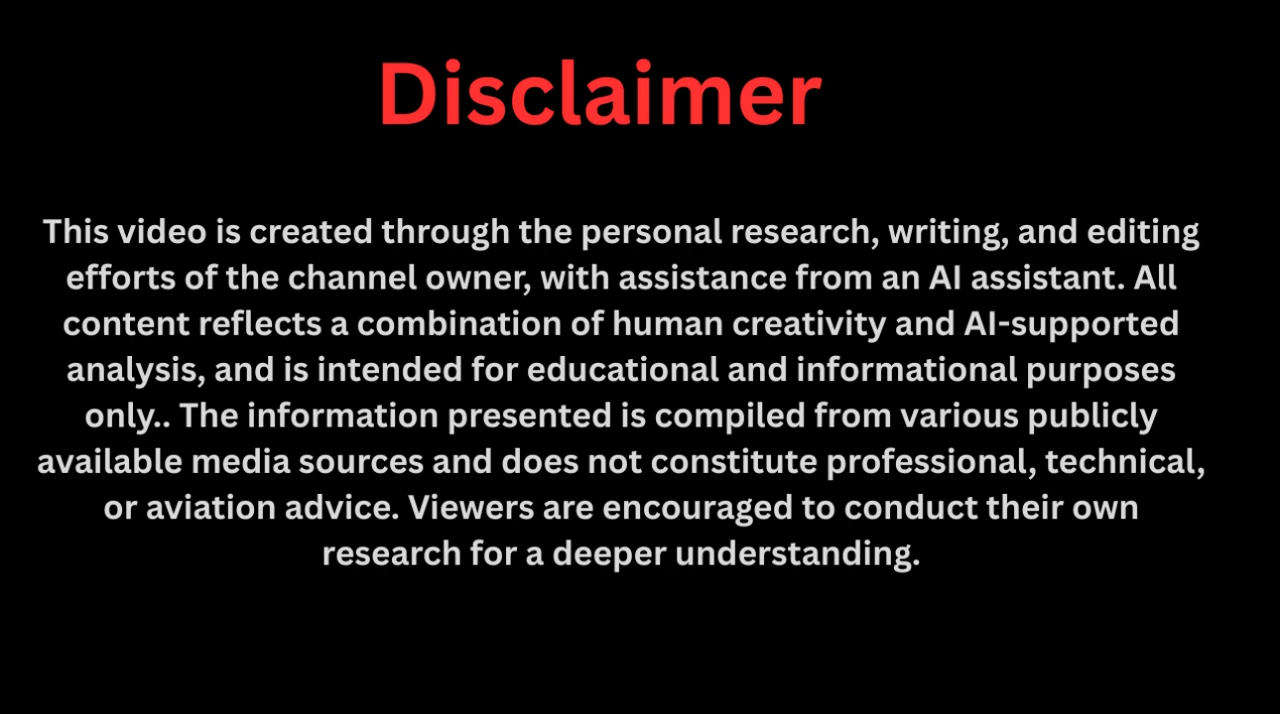 Disclaimer
This video is created through the personal research, writing, and editing
efforts of the channel owner, with assistance from an AI assistant. All
content reflects a combination of human creativity and AI-supported
analysis, and is intended for educational and informational purposes
only.. The information presented is compiled from various publicly
available media sources and does not constitute professional, technical,
or aviation advice. Viewers are encouraged to conduct their own
research for a deeper understanding.